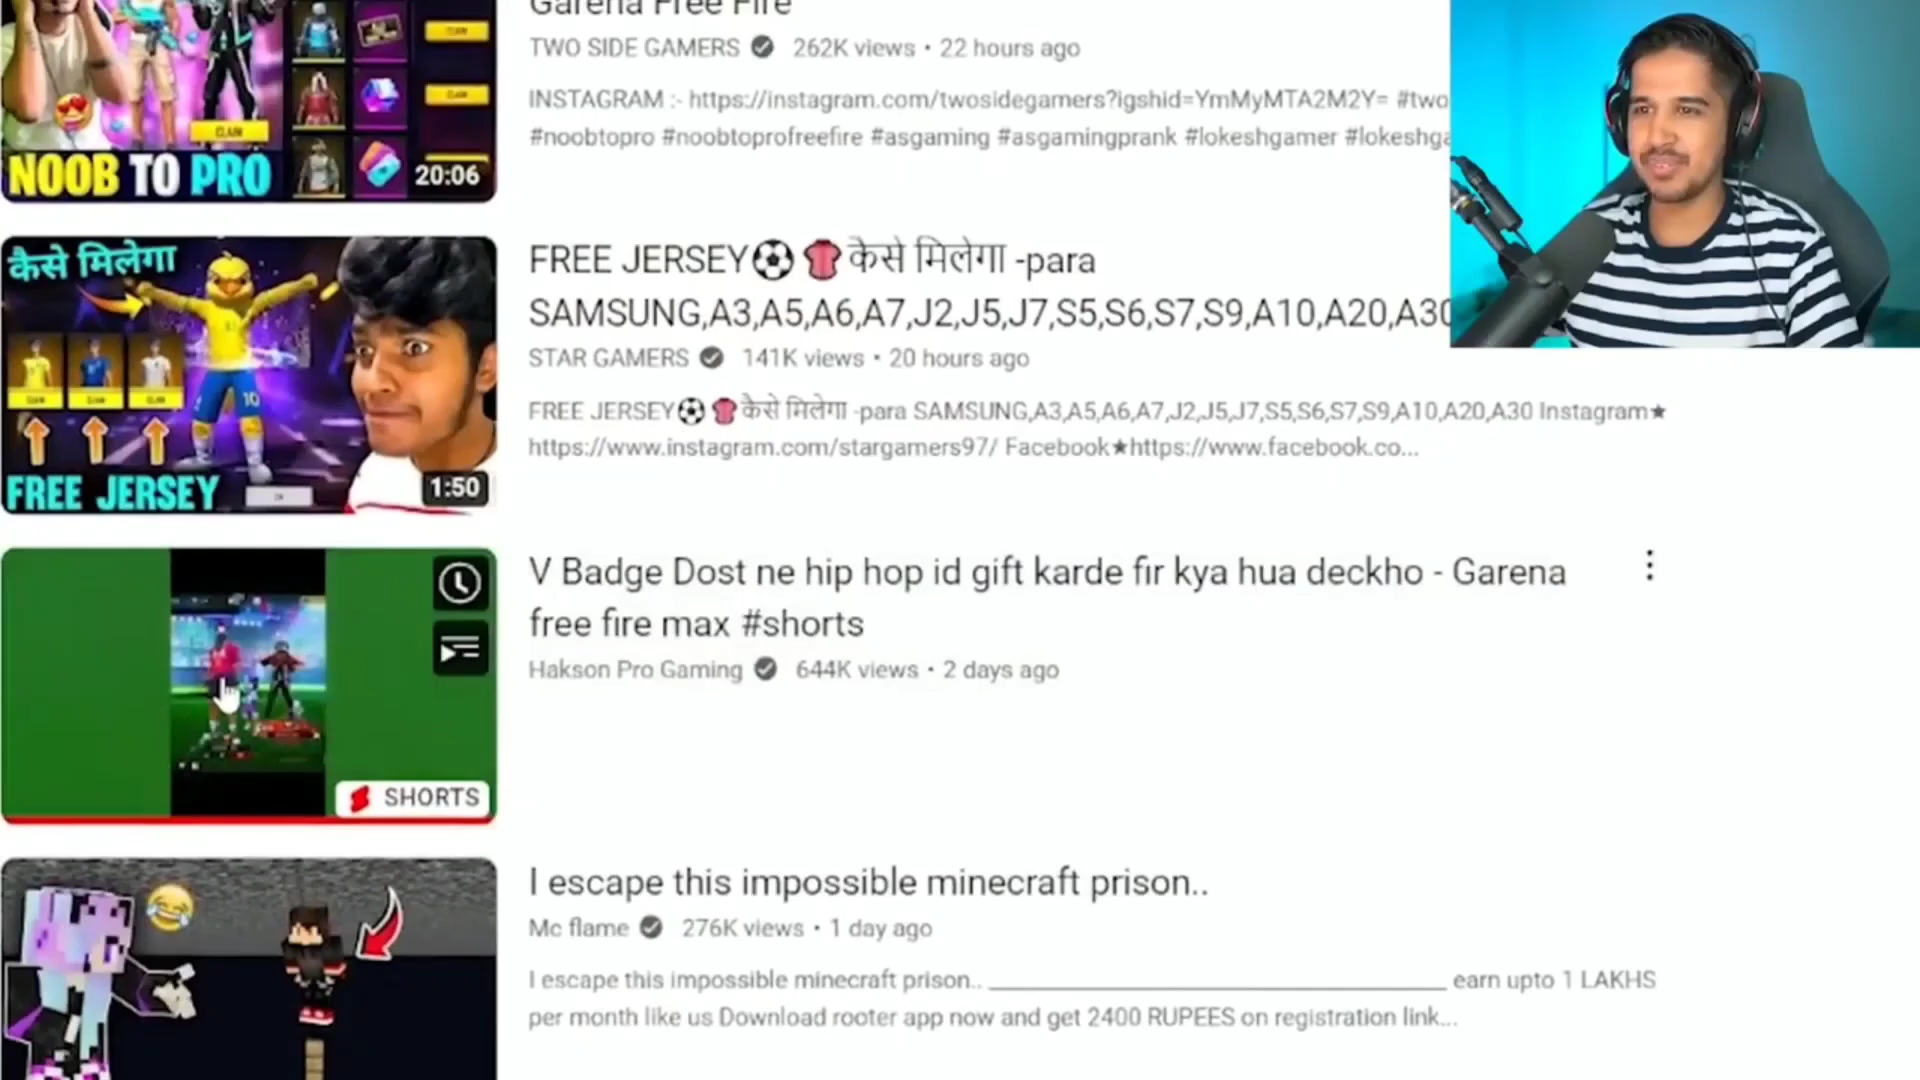 Garena Free Fire
TWO SIDE GAMERS 262K views • 22 hours ago
INSTAGRAM :- https://instagram.com/twosidegamers?igshid=YmMyMTA2M2Y= #two
#noobtopro #noobtoprofreefire #asgaming #asgamingprank #lokeshgamer #lokeshga
CLAIM
NOOB TO PRO
20:06
कैसे मिलेगा
FREE JERSEY
1:50
FREE JERSEY⚽👕कैसे मिलेगा -para
SAMSUNG,A3,A5,A6,A7,J2,J5,J7,S5,S6,S7,S9,A10,A20,A30
STAR GAMERS 141K views • 20 hours ago
FREE JERSEY⚽👕कैसे मिलेगा -para SAMSUNG,A3,A5,A6,A7,J2,J5,J7,S5,S6,S7,S9,A10,A20,A30 Instagram★
https://www.instagram.com/stargamers97/ Facebook★https://www.facebook.co...
SHORTS
V Badge Dost ne hip hop id gift karde fir kya hua deckho - Garena
free fire max #shorts
Hakson Pro Gaming 644K views • 2 days ago
I escape this impossible minecraft prison..
Mc flame 276K views • 1 day ago
I escape this impossible minecraft prison.. ______________________________ earn upto 1 LAKHS
per month like us Download rooter app now and get 2400 RUPEES on registration link...